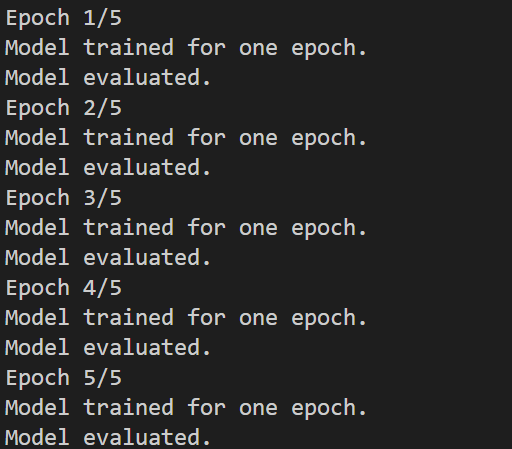 Epoch 1/5
Model trained for one epoch.
Model evaluated.
Epoch 2/5
Model trained for one epoch.
Model evaluated.
Epoch 3/5
Model trained for one epoch.
Model evaluated.
Epoch 4/5
Model trained for one epoch.
Model evaluated.
Epoch 5/5
Model trained for one epoch.
Model evaluated.